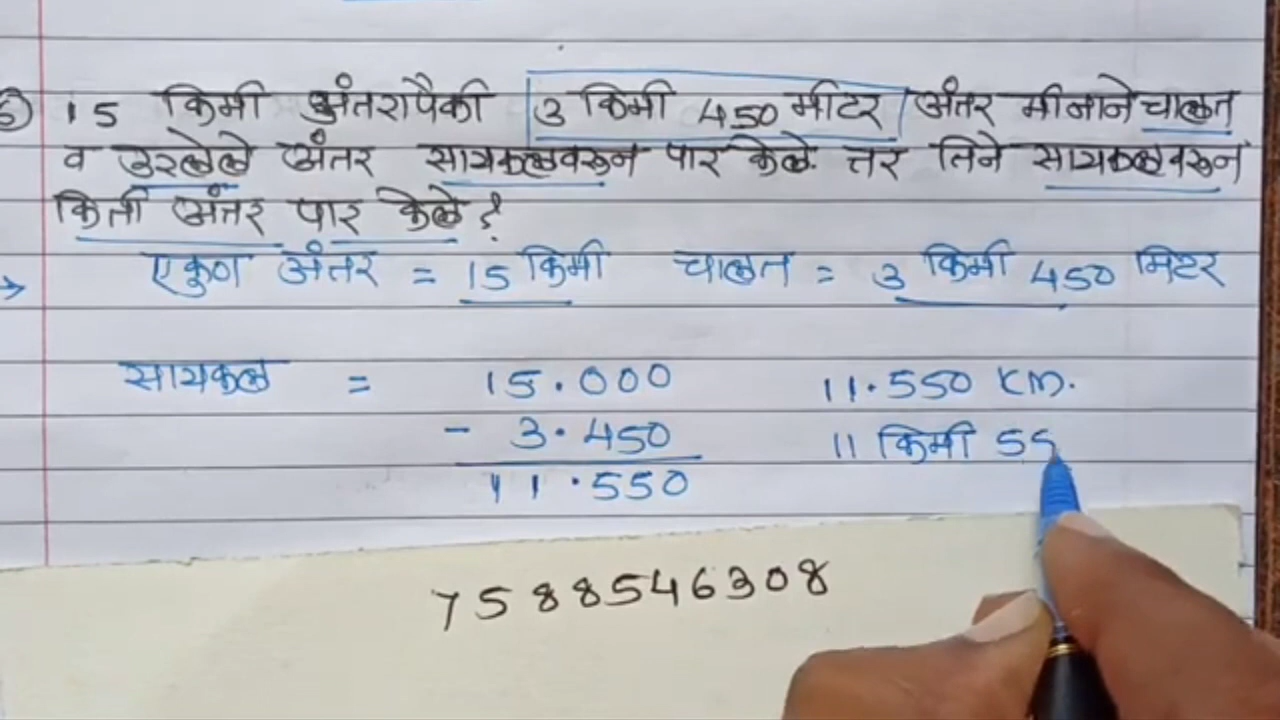 6) 15 किमी अंतरापैकी 3 किमी 450 मीटर अंतर मीनाने चालत
व उरलेले अंतर सायकलवरून पार केले. तर तिने सायकलवरून
किती अंतर पार केले ?
→ एकुण अंतर = 15 किमी चालत = 3 किमी 450 मिटर
सायकल = 15.000 11.550 km.
- 3.450 11 किमी 55
11.550
7588546308